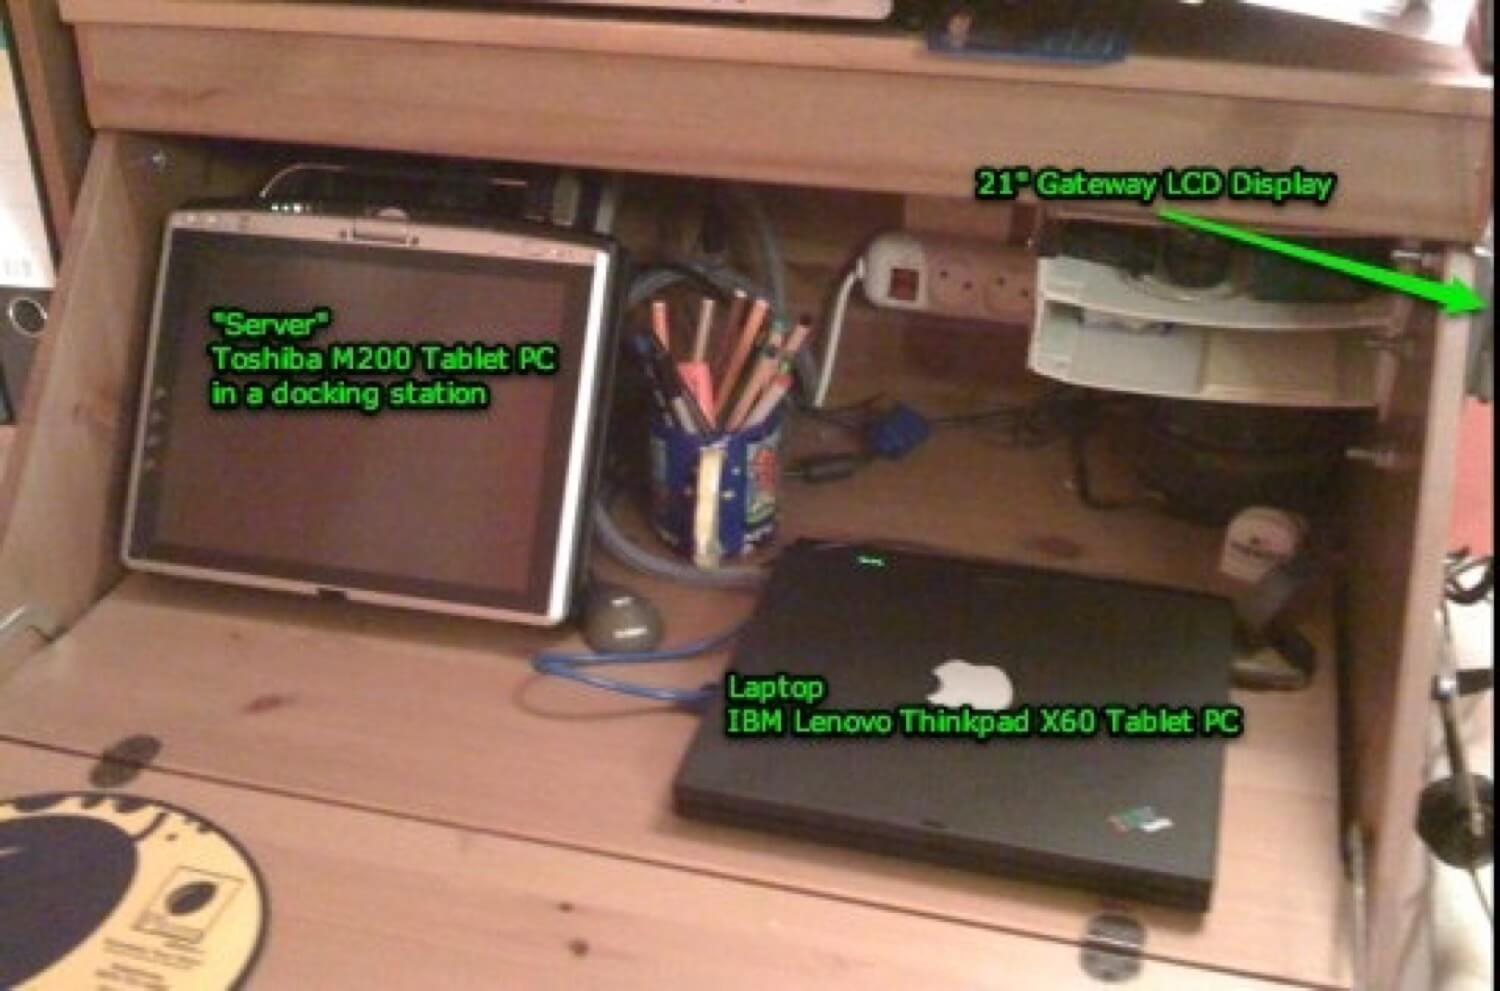 21" Gateway LCD Display
"Server"
Toshiba M200 Tablet PC
in a docking station
Laptop
IBM Lenovo Thinkpad X60 Tablet PC